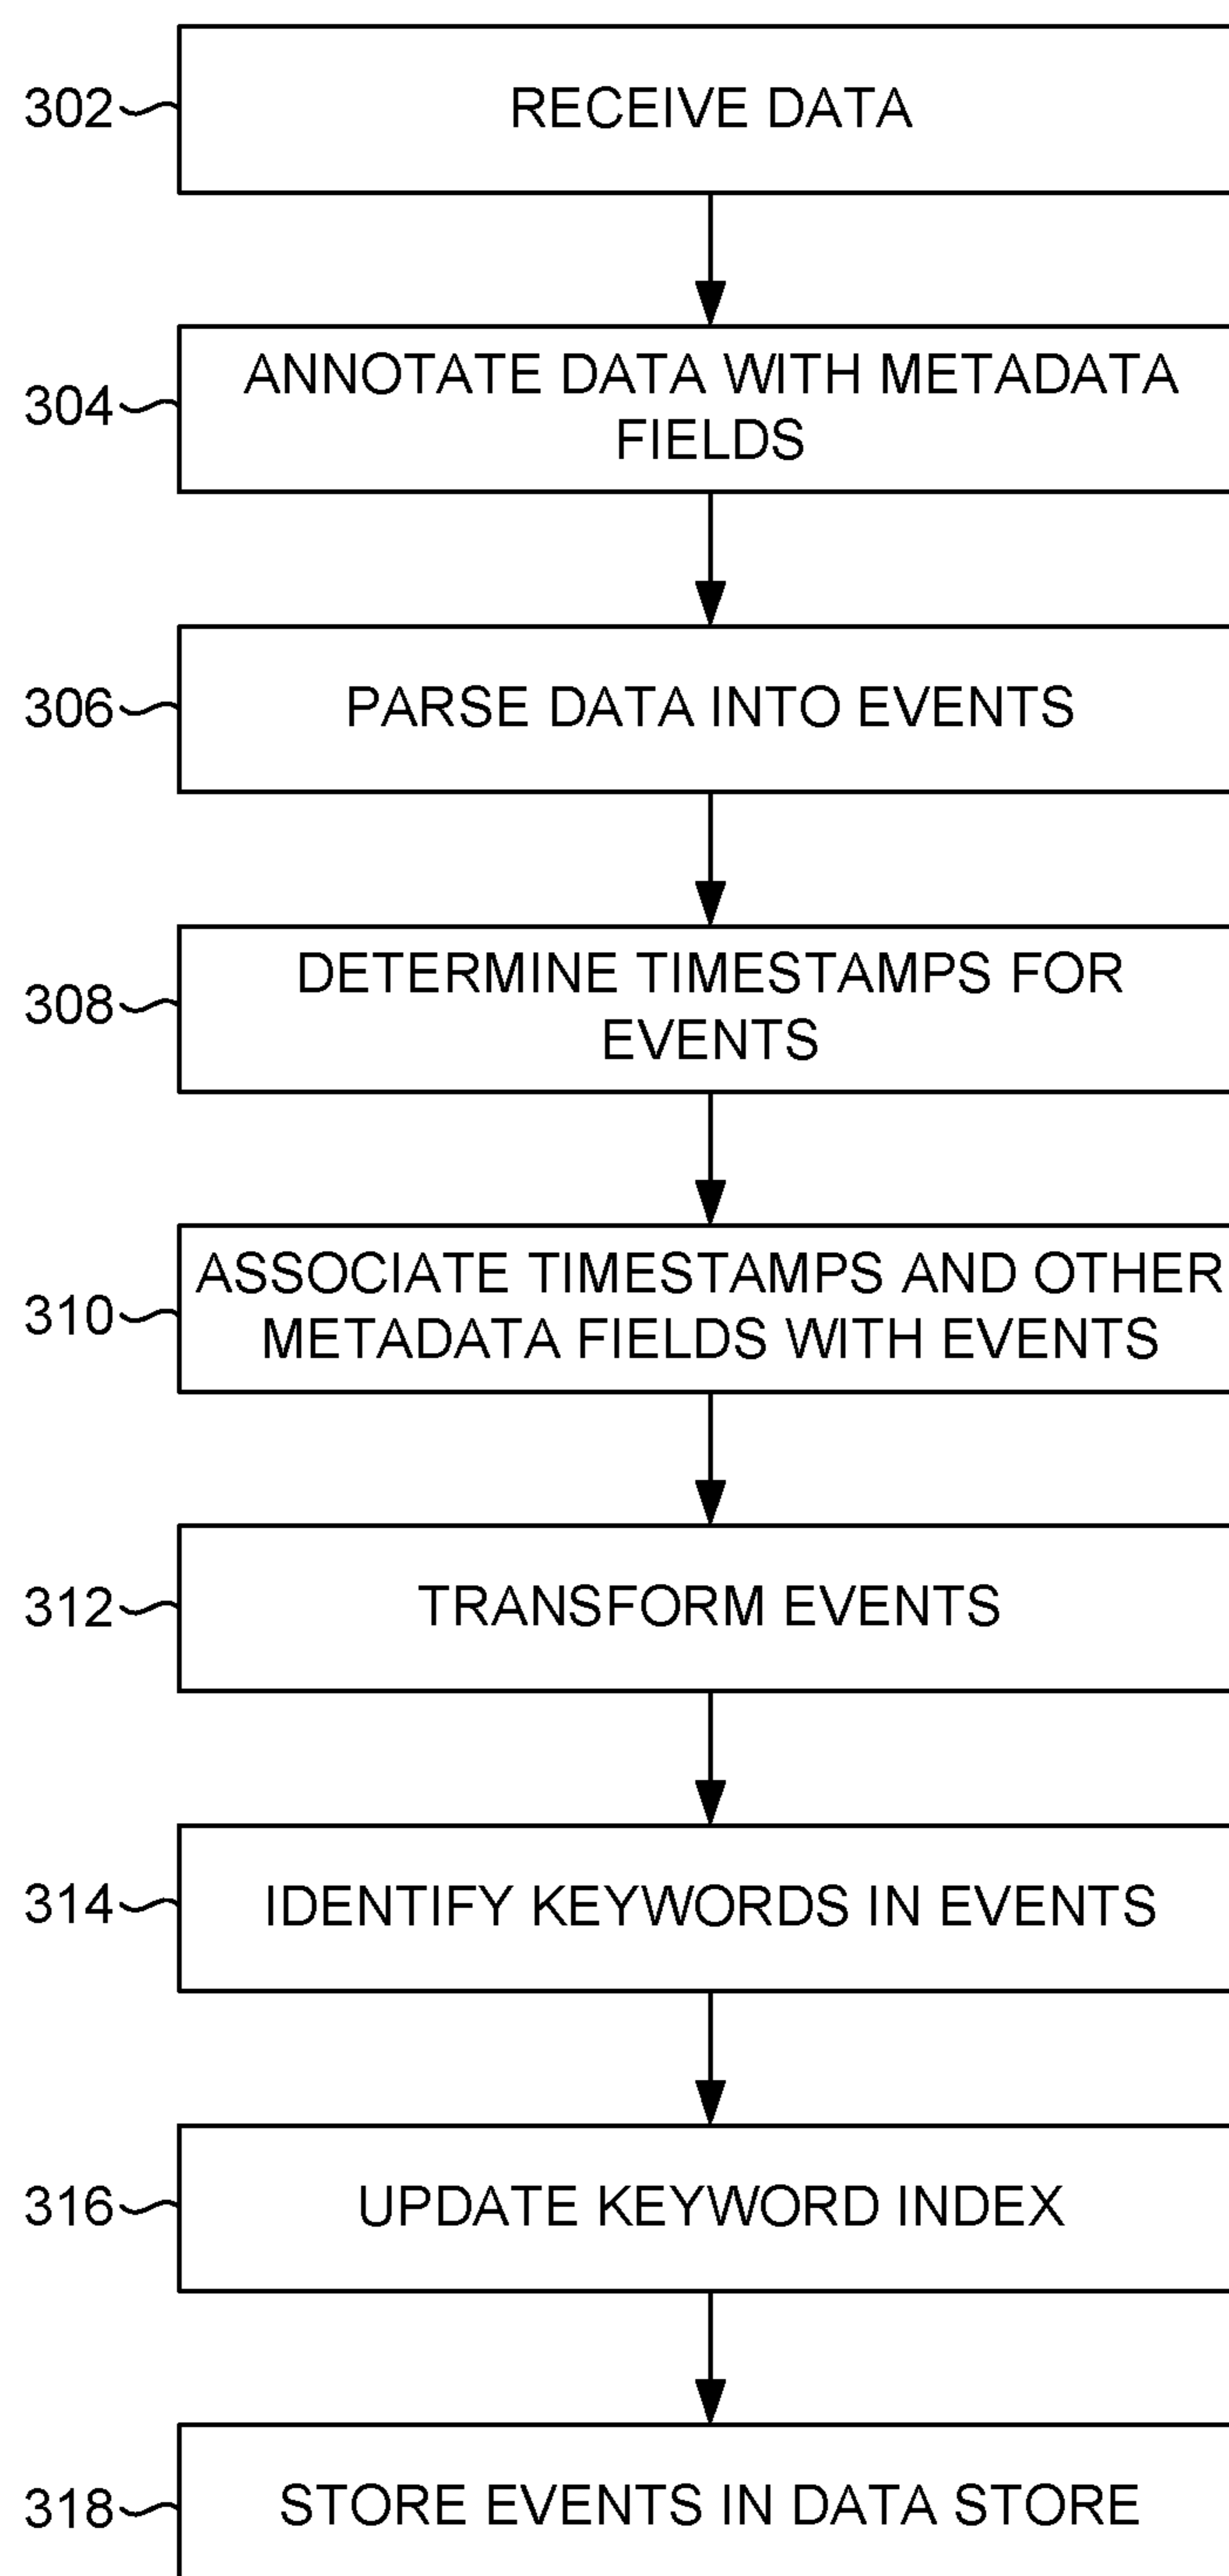 302
RECEIVE DATA
304
ANNOTATE DATA WITH METADATA
FIELDS
306
PARSE DATA INTO EVENTS
308
DETERMINE TIMESTAMPS FOR
EVENTS
310
ASSOCIATE TIMESTAMPS AND OTHER
METADATA FIELDS WITH EVENTS
312
TRANSFORM EVENTS
314
IDENTIFY KEYWORDS IN EVENTS
316
UPDATE KEYWORD INDEX
318
STORE EVENTS IN DATA STORE